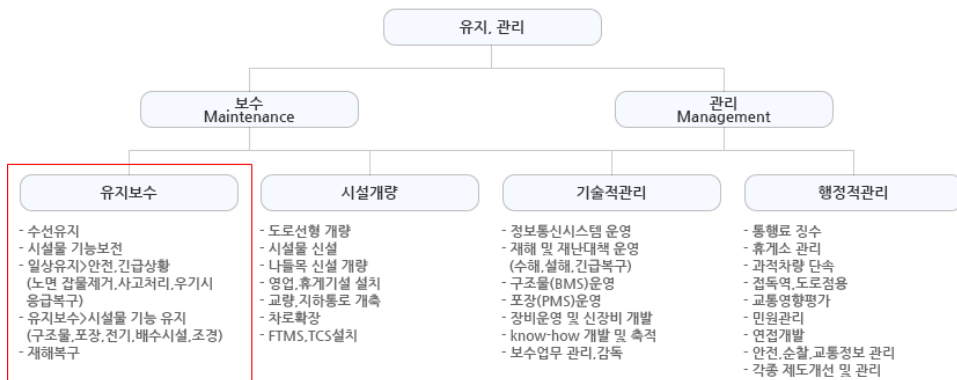 유지, 관리
보수
Maintenance
관리
Management
유지보수
- 수선유지
- 시설물 기능보전
- 일상유지>안전,긴급상황
(노면 잡물제거,사고처리,우기시
응급복구)
- 유지보수>시설물 기능 유지
(구조물,포장,전기,배수시설,조경)
- 재해복구
시설개량
- 도로선형 개량
- 시설물 신설
- 나들목 신설 개량
- 영업,휴게기설 설치
- 교량,지하통로 개축
- 차로확장
- FTMS,TCS설치
기술적관리
- 정보통신시스템 운영
- 재해 및 재난대책 운영
(수해,설해,긴급복구)
- 구조물(BMS)운영
- 포장(PMS)운영
- 장비운영 및 신장비 개발
- know-how 개발 및 축적
- 보수업무 관리,감독
행정적관리
- 통행료 징수
- 휴게소 관리
- 과적차량 단속
- 접독역,도로점용
- 교통영향평가
- 민원관리
- 연접개발
- 안전,순찰,교통정보 관리
- 각종 제도개선 및 관리